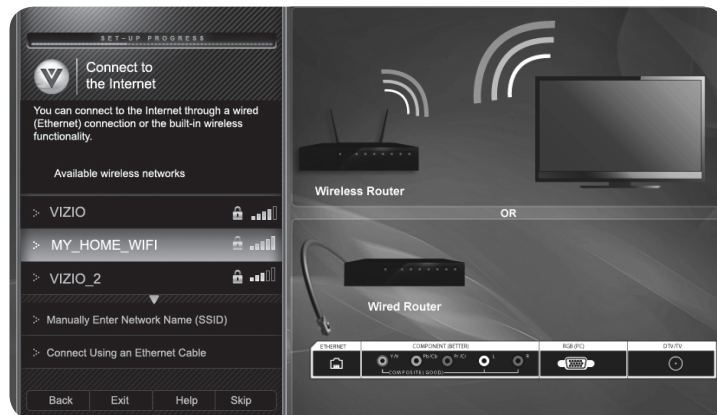 SET-UP PROGRESS
V
Connect to
the Internet
You can connect to the Internet through a wired
(Ethernet) connection or the built-in wireless
functionality.
Available wireless networks
> VIZIO
> MY_HOME_WIFI
> VIZIO_2
> Manually Enter Network Name (SSID)
> Connect Using an Ethernet Cable
Back Exit Help Skip
Wireless Router
OR
Wired Router
ETHERNET COMPONENT (BETTER) RGB (PC) DTV/TV
Y/V Pb/Cb Pr/Cr L R
COMPOSITE (GOOD)